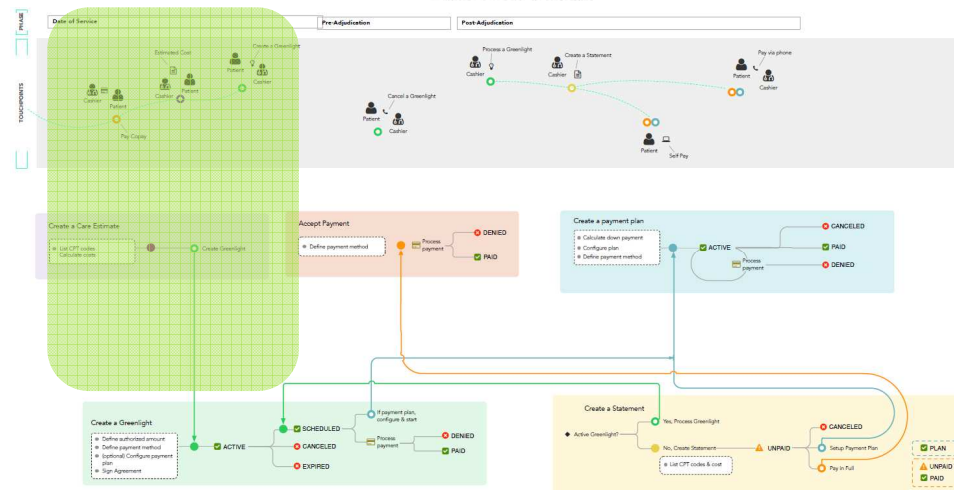 PHASE
Date of Service
Pre-Adjudication
Post-Adjudication
TOUCHPOINTS
Estimated Cost
Create a Greenlight
Patient
Cashier
Cashier
Patient
Cashier
Patient
Pay Copay
Cancel a Greenlight
Patient
Cashier
Process a Greenlight
Cashier
Create a Statement
Cashier
Pay via phone
Patient
Cashier
Patient
Self Pay
Create a Care Estimate
List CPT codes
Calculate costs
Create Greenlight
Accept Payment
Define payment method
Process
payment
DENIED
PAID
Create a payment plan
Calculate down payment
Configure plan
Define payment method
ACTIVE
Process
payment
CANCELED
PAID
DENIED
Create a Greenlight
Define authorized amount
Define payment method
(optional) Configure payment
plan
Sign Agreement
ACTIVE
SCHEDULED
CANCELED
EXPIRED
If payment plan,
configure & start
Process
payment
DENIED
PAID
Create a Statement
Active Greenlight?
Yes, Process Greenlight
No, Create Statement
List CPT codes & cost
UNPAID
CANCELED
Setup Payment Plan
Pay in Full
PLAN
UNPAID
PAID